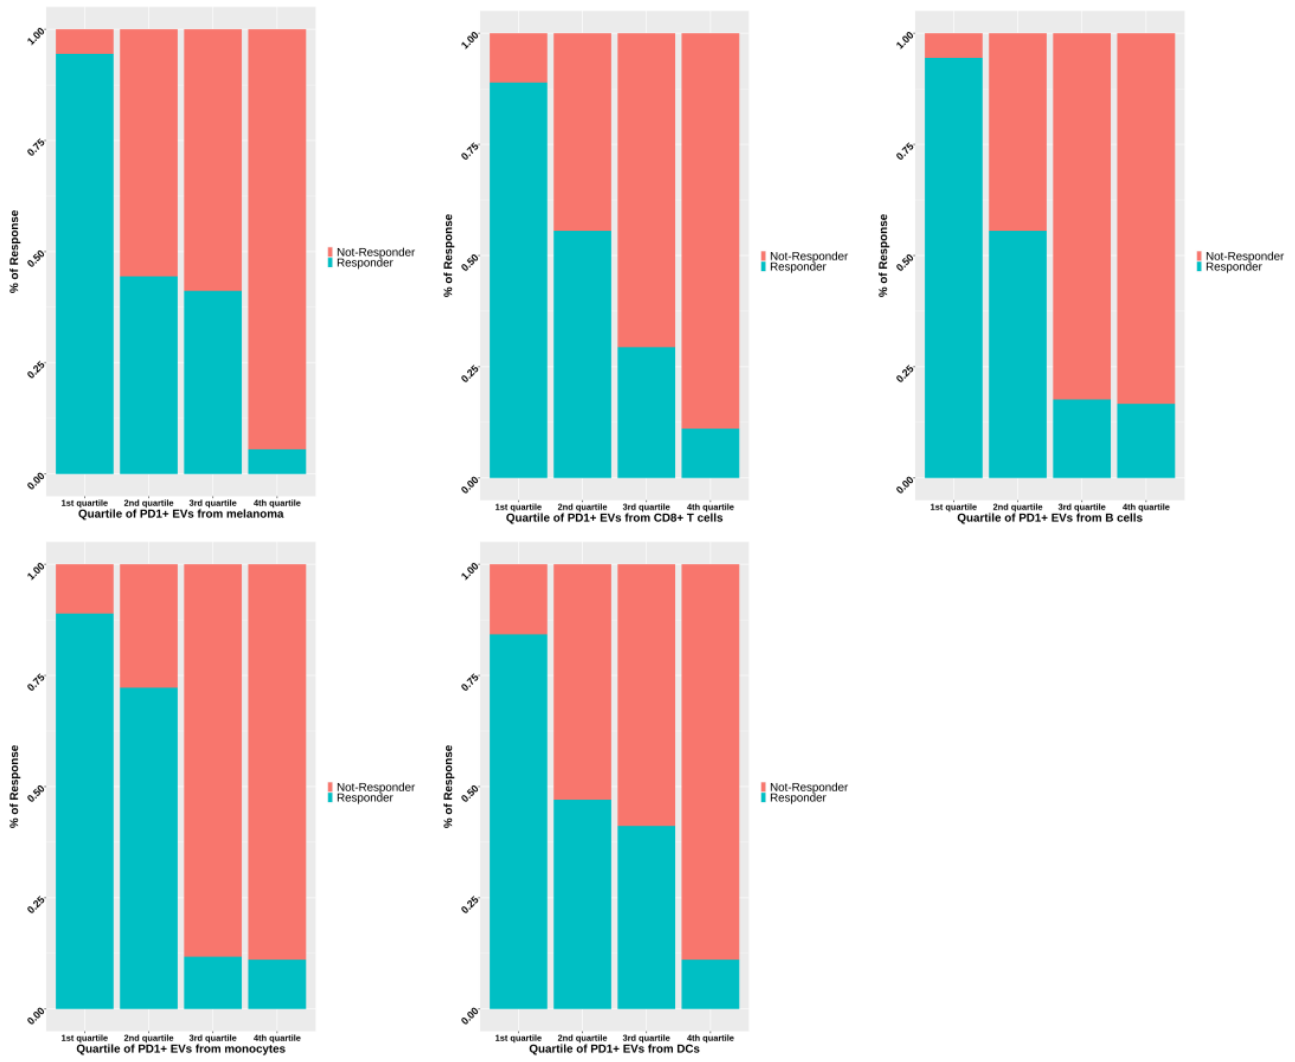 % of Response
1.00
0.75
0.50
0.25
0.00
1st quartile 2nd quartile 3rd quartile 4th quartile
Quartile of PD1+ EVs from melanoma
Not-Responder
Responder
% of Response
1.00
0.75
0.50
0.25
0.00
1st quartile 2nd quartile 3rd quartile 4th quartile
Quartile of PD1+ EVs from CD8+ T cells
Not-Responder
Responder
% of Response
1.00
0.75
0.50
0.25
0.00
1st quartile 2nd quartile 3rd quartile 4th quartile
Quartile of PD1+ EVs from B cells
Not-Responder
Responder
% of Response
1.00
0.75
0.50
0.25
0.00
1st quartile 2nd quartile 3rd quartile 4th quartile
Quartile of PD1+ EVs from monocytes
Not-Responder
Responder
% of Response
1.00
0.75
0.50
0.25
0.00
1st quartile 2nd quartile 3rd quartile 4th quartile
Quartile of PD1+ EVs from DCs
Not-Responder
Responder